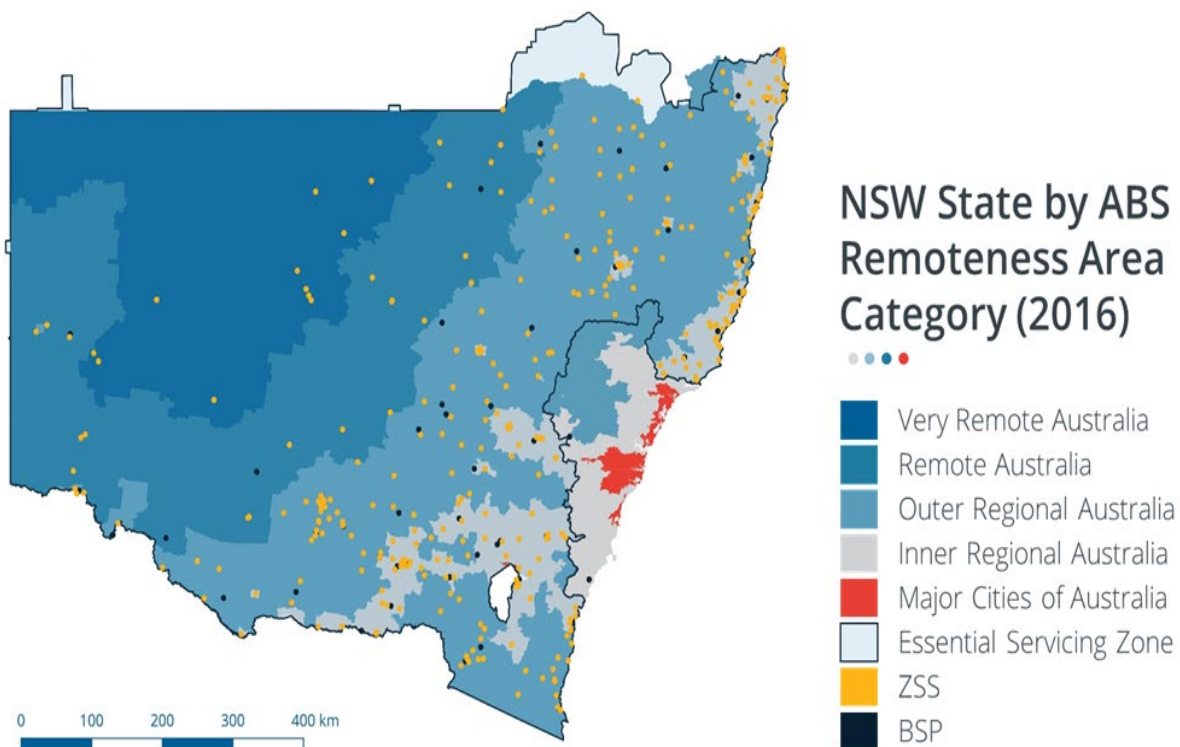 NSW State by ABS
Remoteness Area
Category (2016)
Very Remote Australia
Remote Australia
Outer Regional Australia
Inner Regional Australia
Major Cities of Australia
Essential Servicing Zone
ZSS
BSP
0 100 200 300 400 km